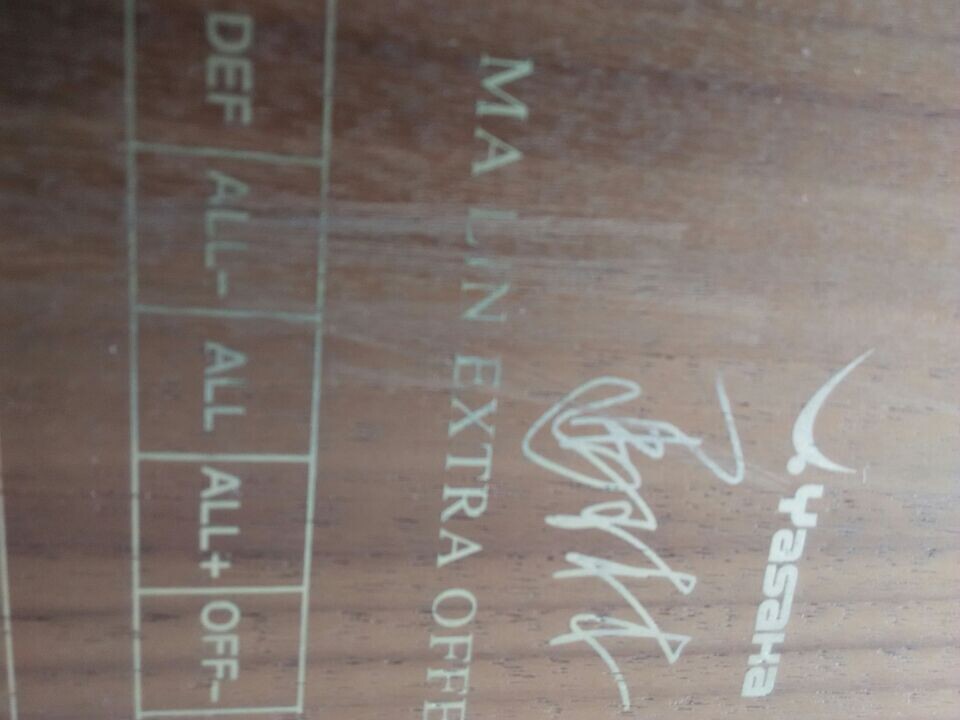 Yasaka
MA LIN EXTRA OFFE
DEF ALL- ALL ALL+ OFF-